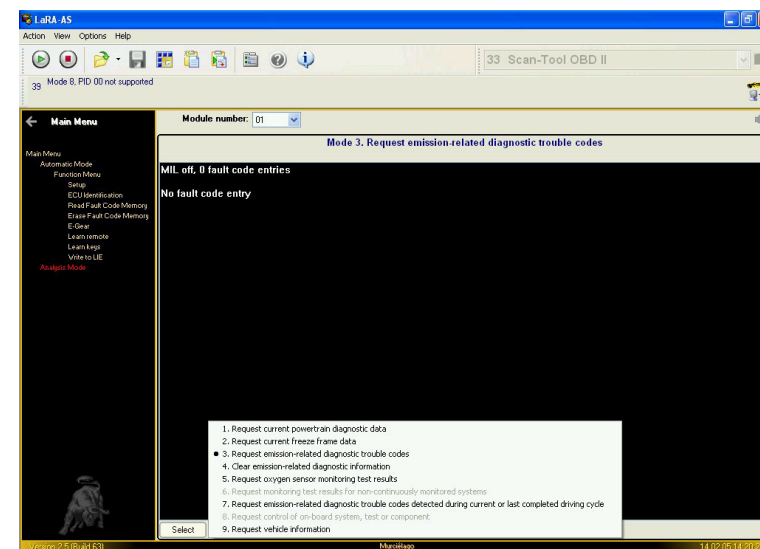 LaRA-AS
Action View Options Help
33 Scan-Tool OBD II
39 Mode 8, PID 00 not supported
Main Menu
Module number: 01
Mode 3. Request emission-related diagnostic trouble codes
Main Menu
Automatic Mode
Function Menu
Setup
ECU Identification
Read Fault Code Memory
Erase Fault Code Memory
E-Gear
Learn remote
Learn keys
Write to LIE
Analysis Mode
MIL off, 0 fault code entries
No fault code entry
1. Request current powertrain diagnostic data
2. Request current freeze frame data
3. Request emission-related diagnostic trouble codes
4. Clear emission-related diagnostic information
5. Request oxygen sensor monitoring test results
6. Request monitoring test results for non-continuously monitored systems
7. Request emission-related diagnostic trouble codes detected during current or last completed driving cycle
8. Request control of on-board system, test or component
9. Request vehicle information
Select
Version 2.5 (Build 63)
Murciélago
14.02.05 14:20